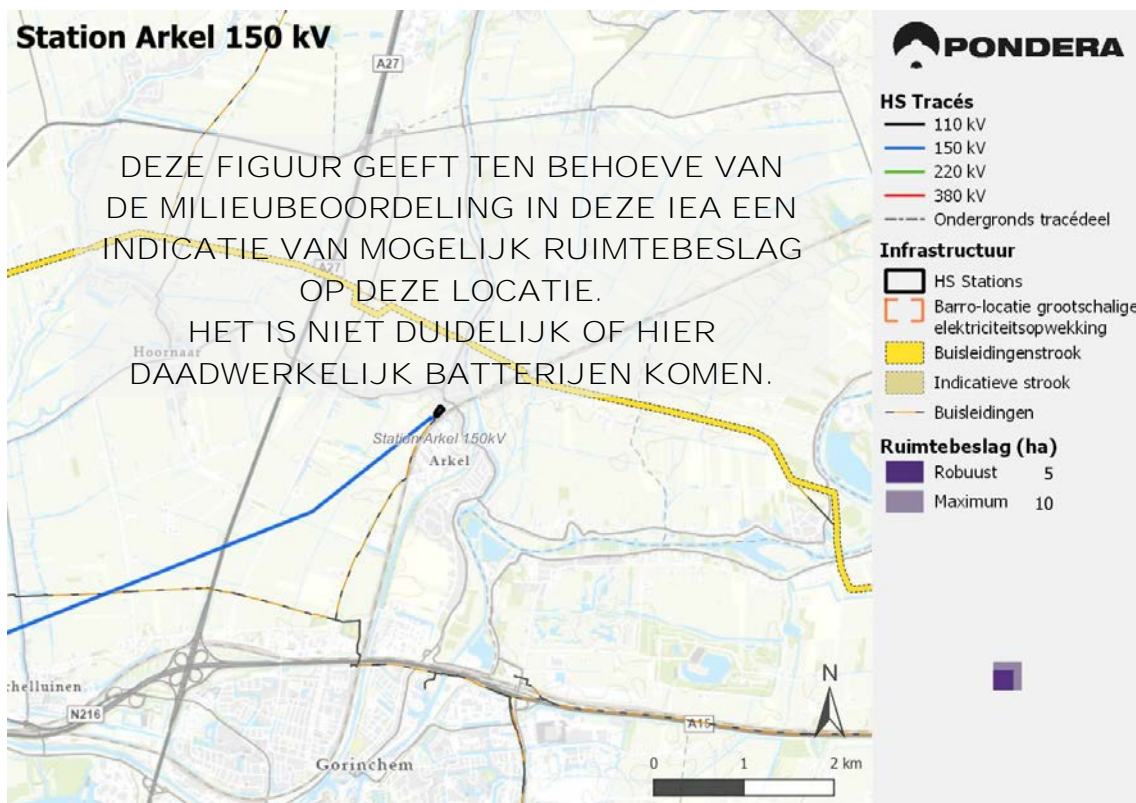 Station Arkel 150 kV
A27
DEZE FIGUUR GEEFT TEN BEHOEVE VAN
DE MILIEUBEOORDELING IN DEZE IEA EEN
INDICATIE VAN MOGELIJK RUIMTEBESLAG
OP DEZE LOCATIE.
HET IS NIET DUIDELIJK OF HIER
DAADWERKELIJK BATTERIJEN KOMEN.
A27
Hoornaar
Station Arkel 150kV
Arkel
chelluinen
N216
A15
Gorinchem
N
0 1 2 km
PONDERA
HS Tracés
110 kV
150 kV
220 kV
380 kV
Ondergronds tracédeel
Infrastructuur
HS Stations
Barro-locatie grootschalige
elektriciteitsopwekking
Buisleidingenstrook
Indicatieve strook
Buisleidingen
Ruimtebeslag (ha)
Robuust 5
Maximum 10